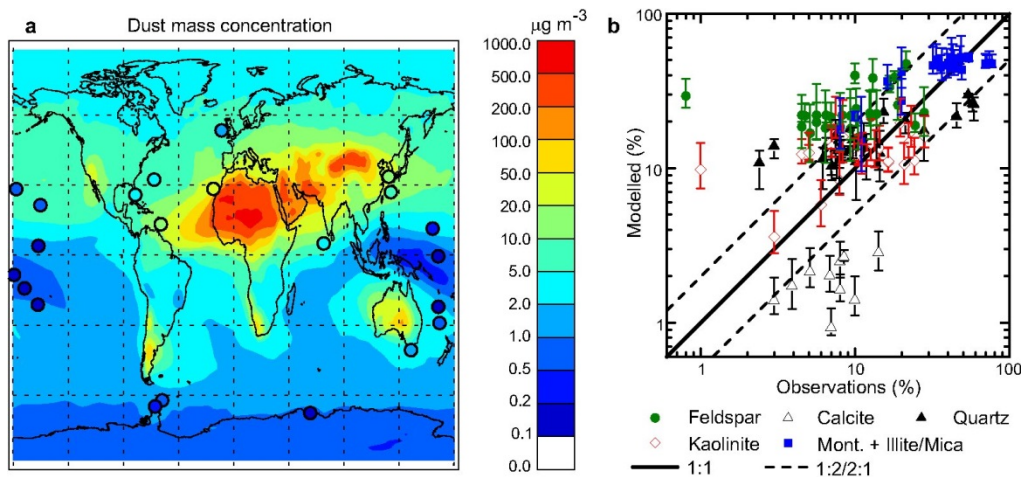 a
Dust mass concentration
μg m⁻³
1000.0
500.0
200.0
100.0
50.0
20.0
10.0
5.0
2.0
1.0
0.5
0.2
0.1
0.0
b
100
10
1
Modelled (%)
1
10
100
Observations (%)
Feldspar
Calcite
Quartz
Kaolinite
Mont. + Illite/Mica
1:1
1:2/2:1